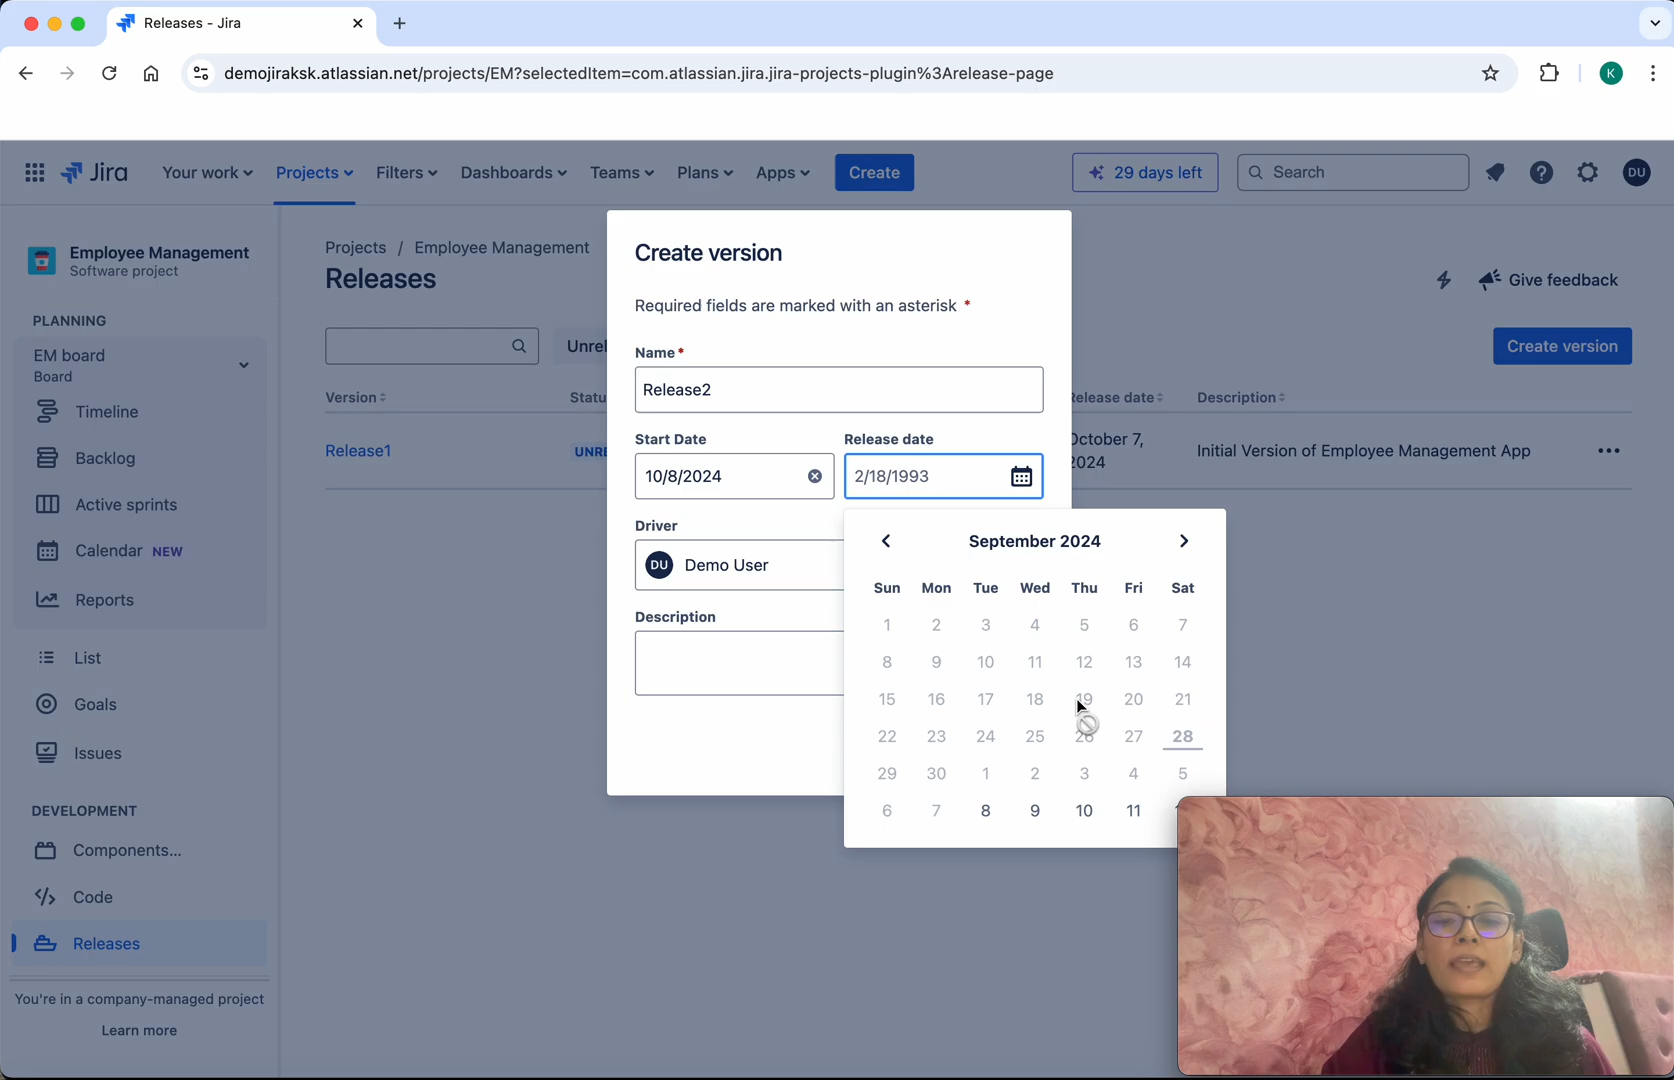 Releases - Jira
demojiraksk.atlassian.net/projects/EM?selectedItem=com.atlassian.jira.jira-projects-plugin%3Arelease-page
K
Jira
Your work
Projects
Filters
Dashboards
Teams
Plans
Apps
Create
29 days left
Search
DU
Employee Management
Software project
PLANNING
EM board
Board
Timeline
Backlog
Active sprints
Calendar NEW
Reports
List
Goals
Issues
DEVELOPMENT
Components...
Code
Releases
You're in a company-managed project
Learn more
Projects / Employee Management
Releases
Give feedback
Unrel
Create version
Version
Statu
Release date
Description
Release1
UNRE
October 7,
2024
Initial Version of Employee Management App
Create version
Required fields are marked with an asterisk *
Name *
Release2
Start Date
Release date
10/8/2024
2/18/1993
Driver
DU Demo User
Description
September 2024
Sun Mon Tue Wed Thu Fri Sat
1 2 3 4 5 6 7
8 9 10 11 12 13 14
15 16 17 18 19 20 21
22 23 24 25 26 27 28
29 30 1 2 3 4 5
6 7 8 9 10 11